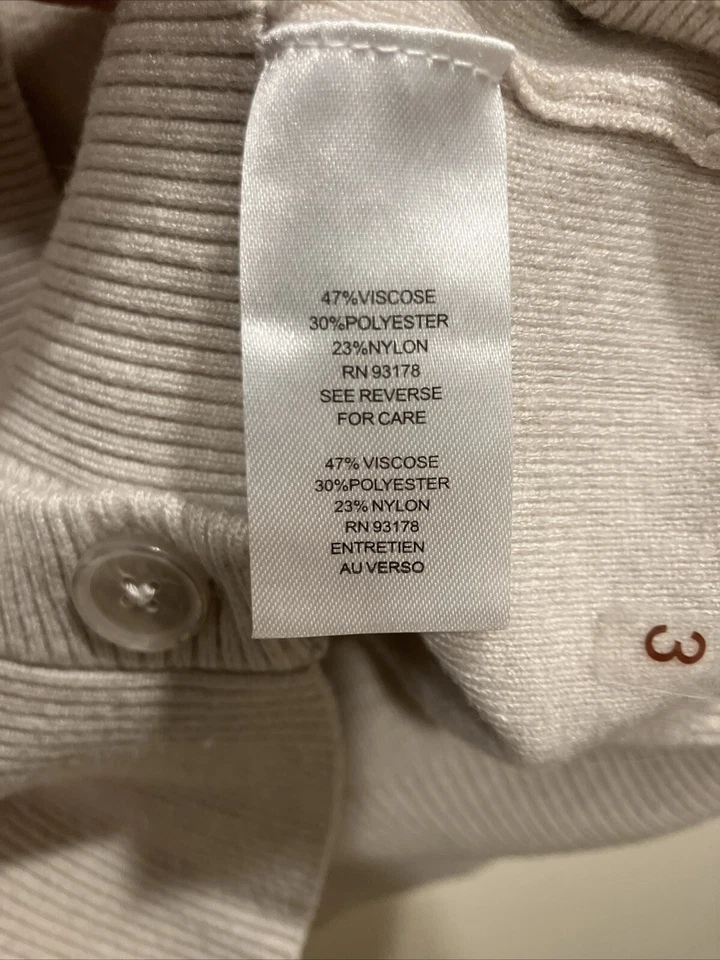 47%VISCOSE
30%POLYESTER
23%NYLON
RN 93178
SEE REVERSE
FOR CARE
47% VISCOSE
30%POLYESTER
23% NYLON
RN 93178
ENTRETIEN
AU VERSO
3